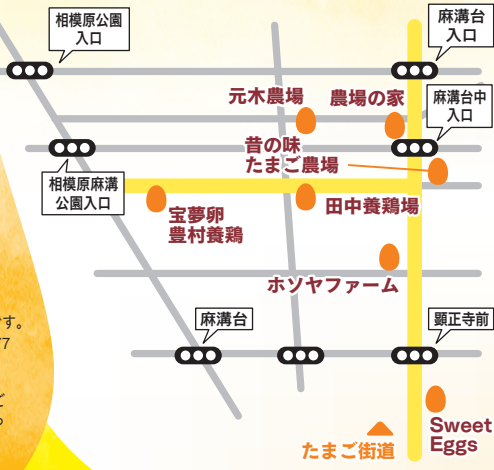 相模原公園
入口
麻溝台
入口
元木農場
農場の家
麻溝台中
入口
昔の味
たまご農場
相模原麻溝
公園入口
宝夢卵
豊村養鶏
田中養鶏場
ホソヤファーム
す。
7
麻溝台
顕正寺前
Sweet
Eggs
たまご街道